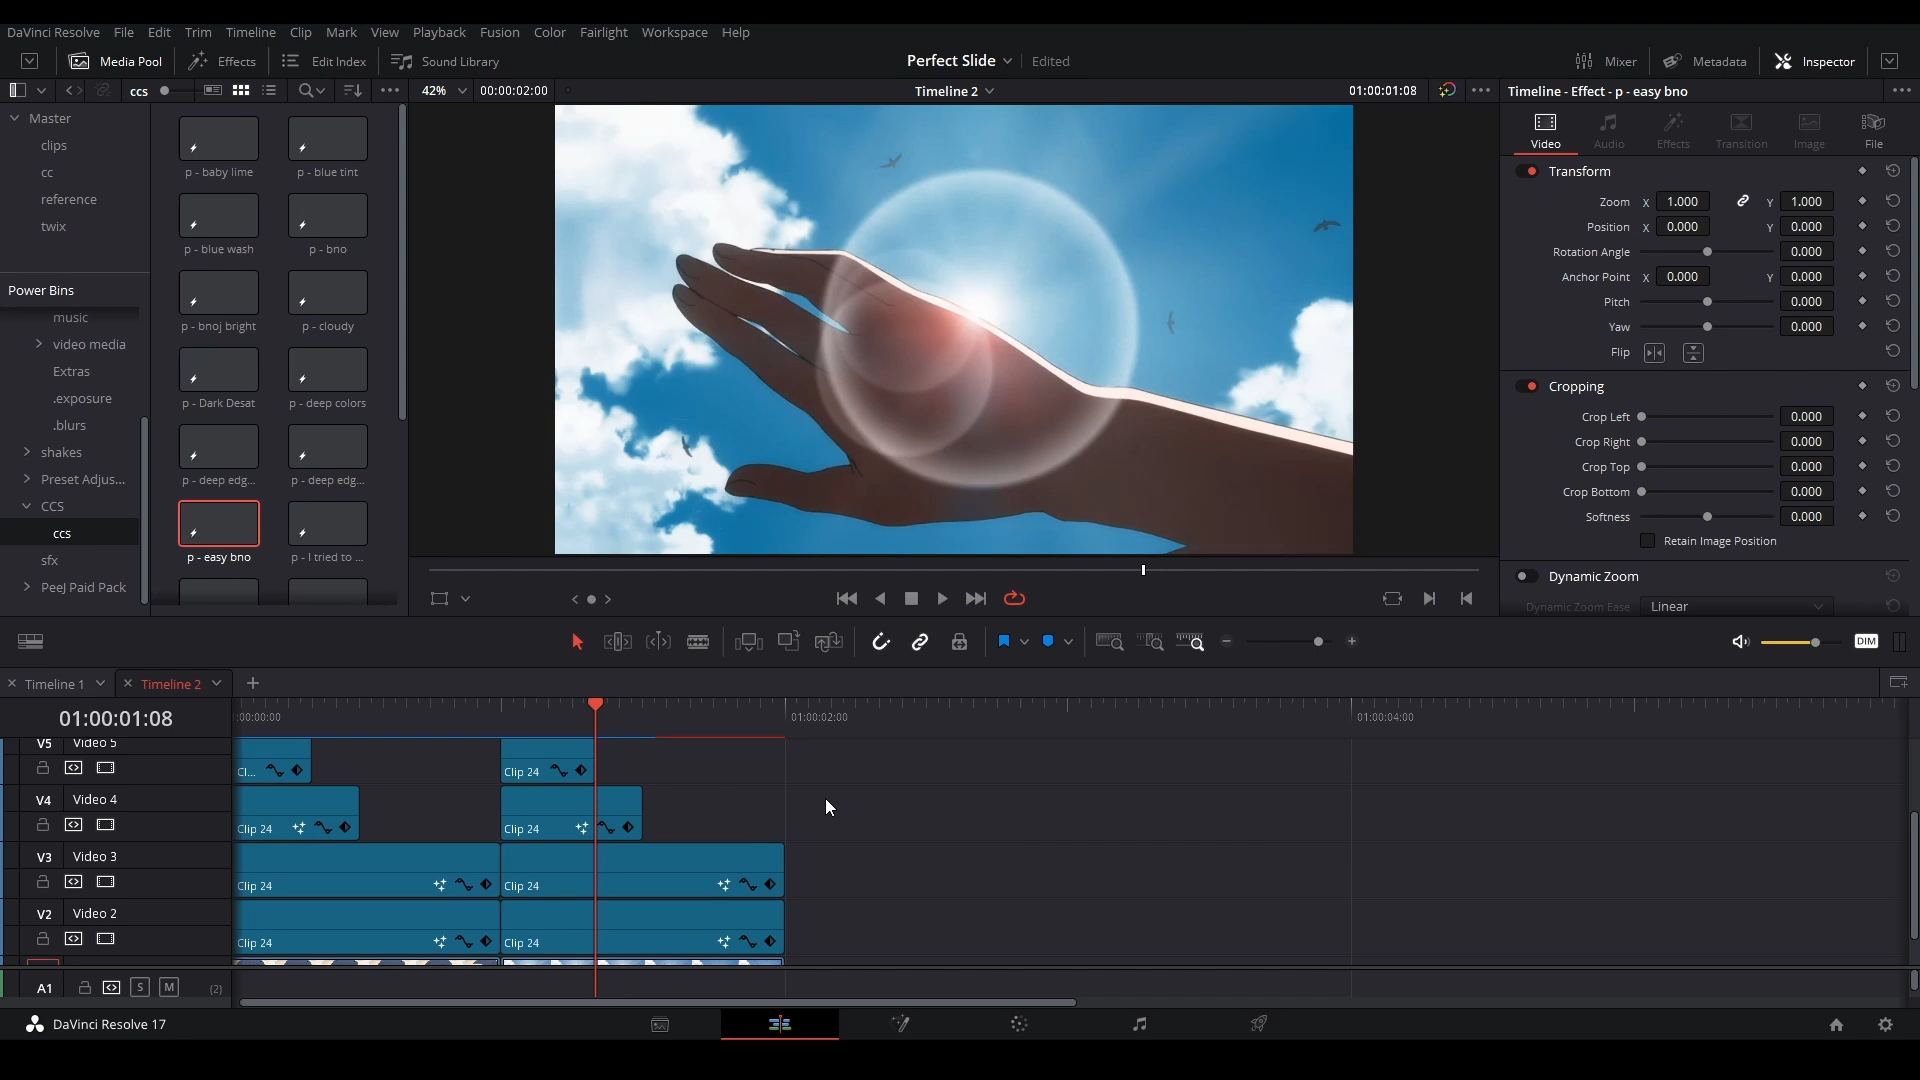 DaVinci Resolve File Edit Trim Timeline Clip Mark View Playback Fusion Color Fairlight Workspace Help
Media Pool Effects Edit Index Sound Library Perfect Slide Edited Mixer Metadata Inspector
ccs 42% 00:00:02:00 Timeline 2 01:00:01:08 Timeline - Effect - p - easy bno
Master
clips
cc
reference
twix
Power Bins
music
video media
Extras
.exposure
.blurs
shakes
Preset Adjus...
CCS
ccs
sfx
PeeJ Paid Pack
p - baby lime p - blue tint
p - blue wash p - bno
p - bnoj bright p - cloudy
p - Dark Desat p - deep colors
p - deep edg... p - deep edg...
p - easy bno p - I tried to ...
Video Audio Effects Transition Image File
Transform
Zoom X 1.000 Y 1.000
Position X 0.000 Y 0.000
Rotation Angle 0.000
Anchor Point X 0.000 Y 0.000
Pitch 0.000
Yaw 0.000
Flip
Cropping
Crop Left 0.000
Crop Right 0.000
Crop Top 0.000
Crop Bottom 0.000
Softness 0.000
Retain Image Position
Dynamic Zoom
Dynamic Zoom Ease Linear
DIM
Timeline 1 Timeline 2
01:00:01:08 :00:00:00 01:00:02:00 01:00:04:00
V5 Video 5
Cl... Clip 24
V4 Video 4
Clip 24 Clip 24
V3 Video 3
Clip 24 Clip 24
V2 Video 2
Clip 24 Clip 24
A1 S M (2)
DaVinci Resolve 17